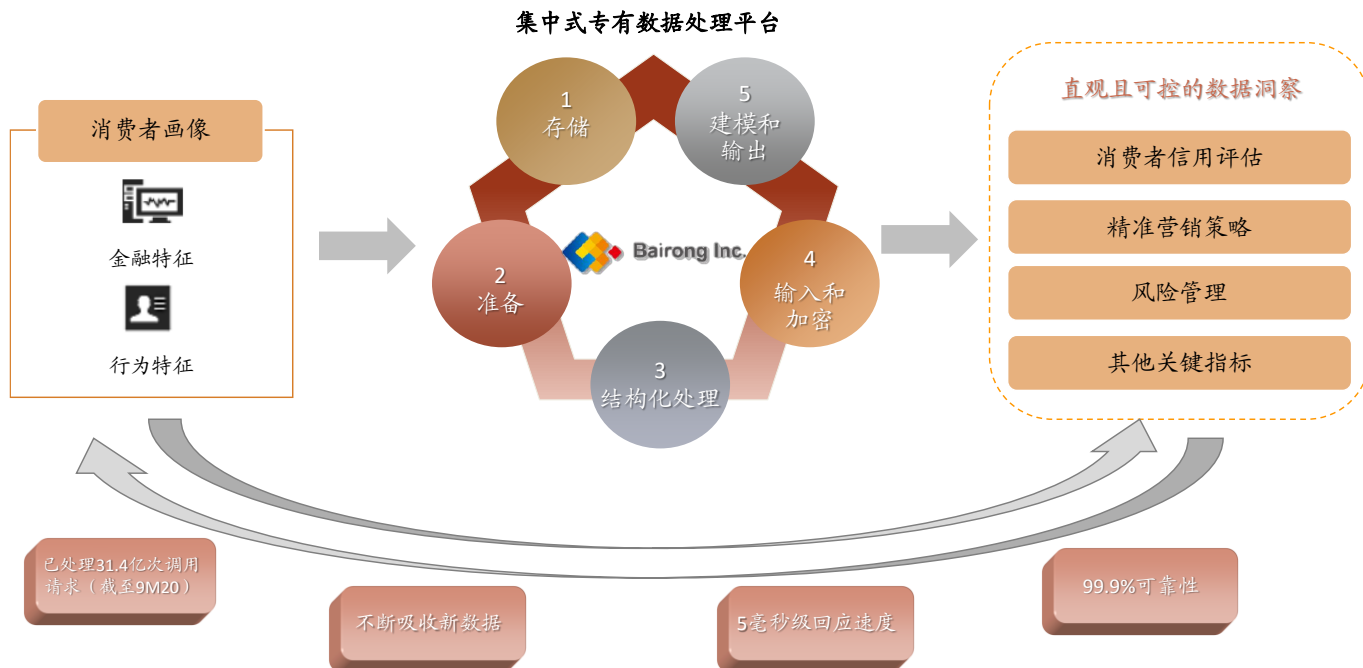 集中式专有数据处理平台
消费者画像
金融特征
行为特征
1
存储
2
准备
3
结构化处理
4
输入和
加密
5
建模和
输出
Bairong Inc.
直观且可控的数据洞察
消费者信用评估
精准营销策略
风险管理
其他关键指标
已处理31.4亿次调用
请求（截至9M20）
不断吸收新数据
5毫秒级回应速度
99.9%可靠性